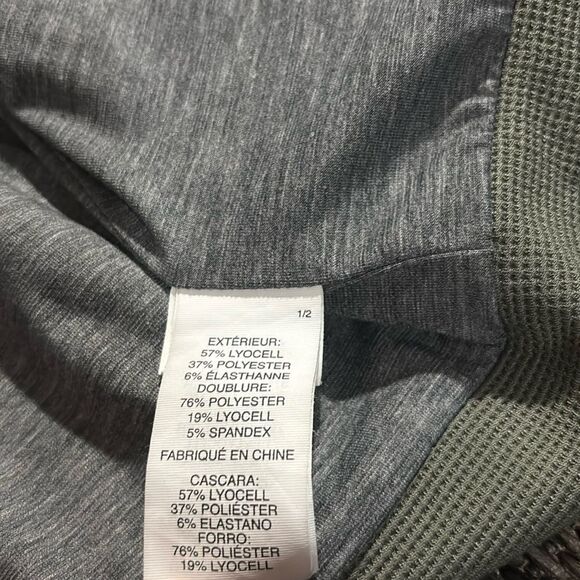 1/2
EXTÉRIEUR:
57% LYOCELL
37% POLYESTER
6% ÉLASTHANNE
DOUBLURE:
76% POLYESTER
19% LYOCELL
5% SPANDEX
FABRIQUÉ EN CHINE
CASCARA:
57% LYOCELL
37% POLIÉSTER
6% ELASTANO
FORRO:
76% POLIÉSTER
19% LYOCELL